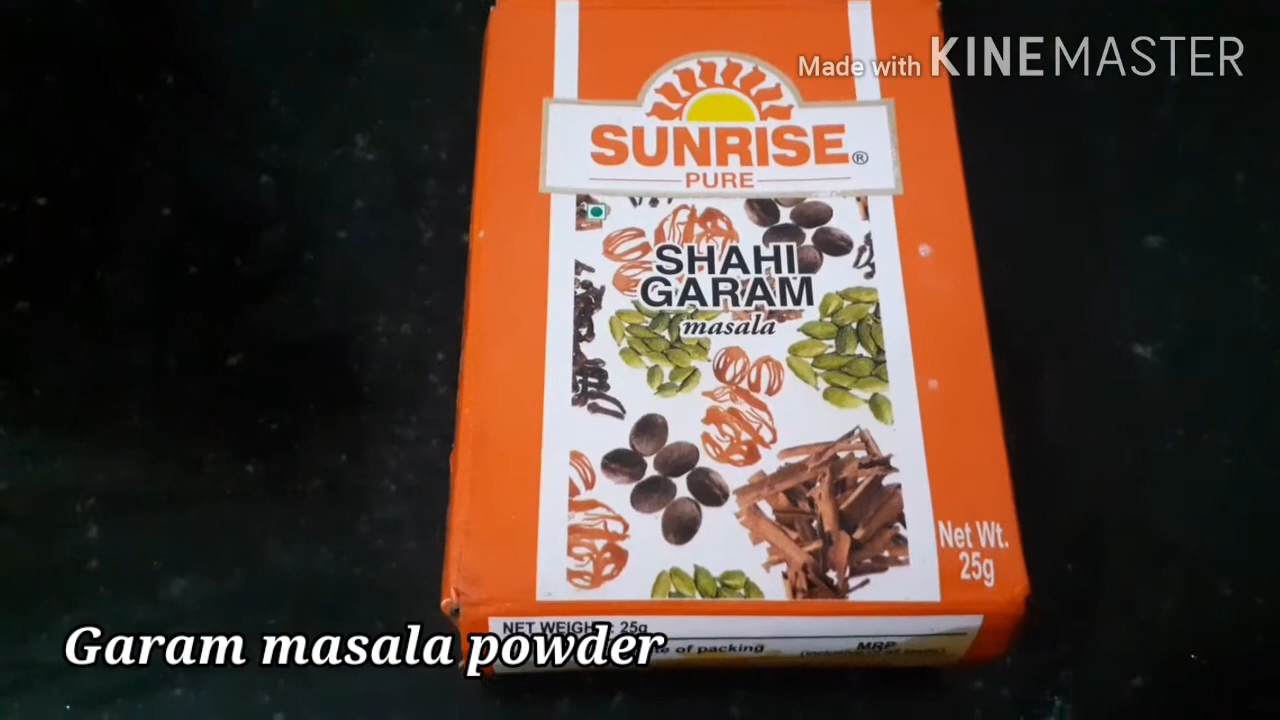 Made with KINEMASTER
SUNRISE®
PURE
SHAHI
GARAM
masala
Net Wt.
25g
NET WEIGHT: 25g
of packing
MRP
Garam masala powder